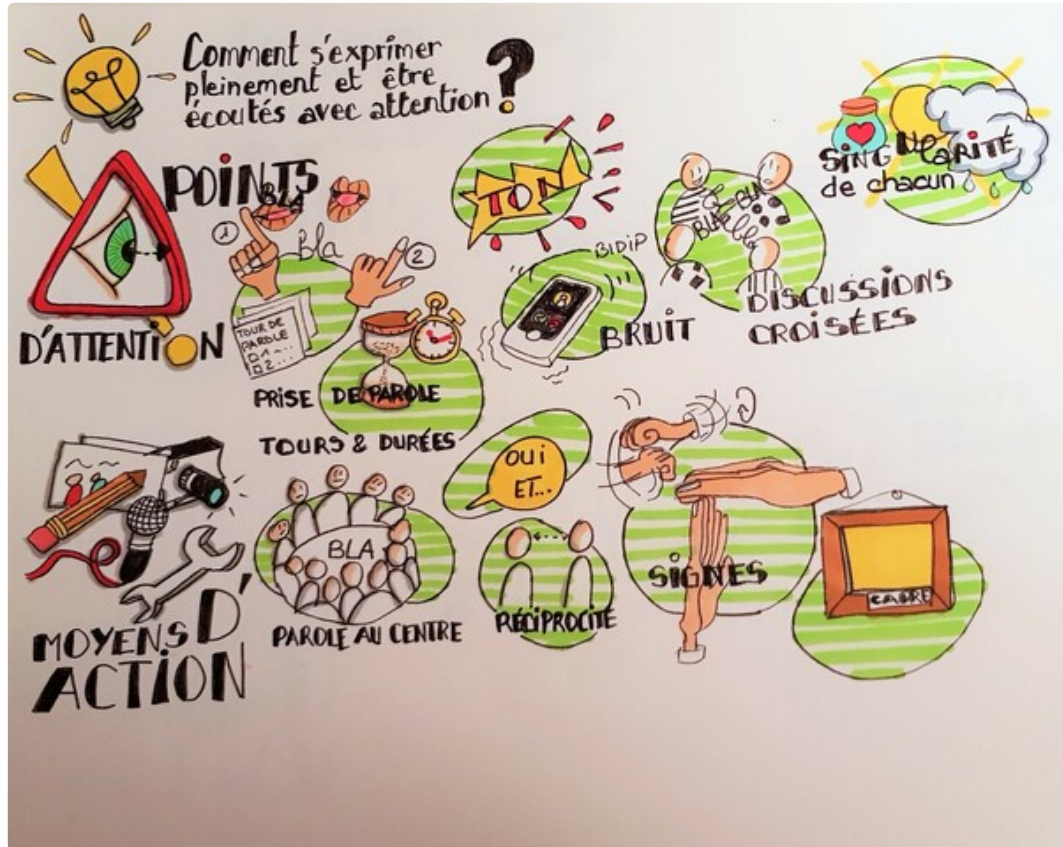 Comment s'exprimer
pleinement et être
écoutés avec attention ?
POINTS
D'ATTENTION
BLA
1
Bla
2
TOUR DE
PAROLE
1
2...
PRISE DE PAROLE
TOURS & DURÉES
TON
BIDIP
BRUIT
BLA-BLA
DISCUSSIONS
CROISÉES
SINGULARITÉ
de chacun
MOYENS D'
ACTION
BLA
PAROLE AU CENTRE
OUI
ET...
RÉCIPROCITÉ
SIGNES
CADRE